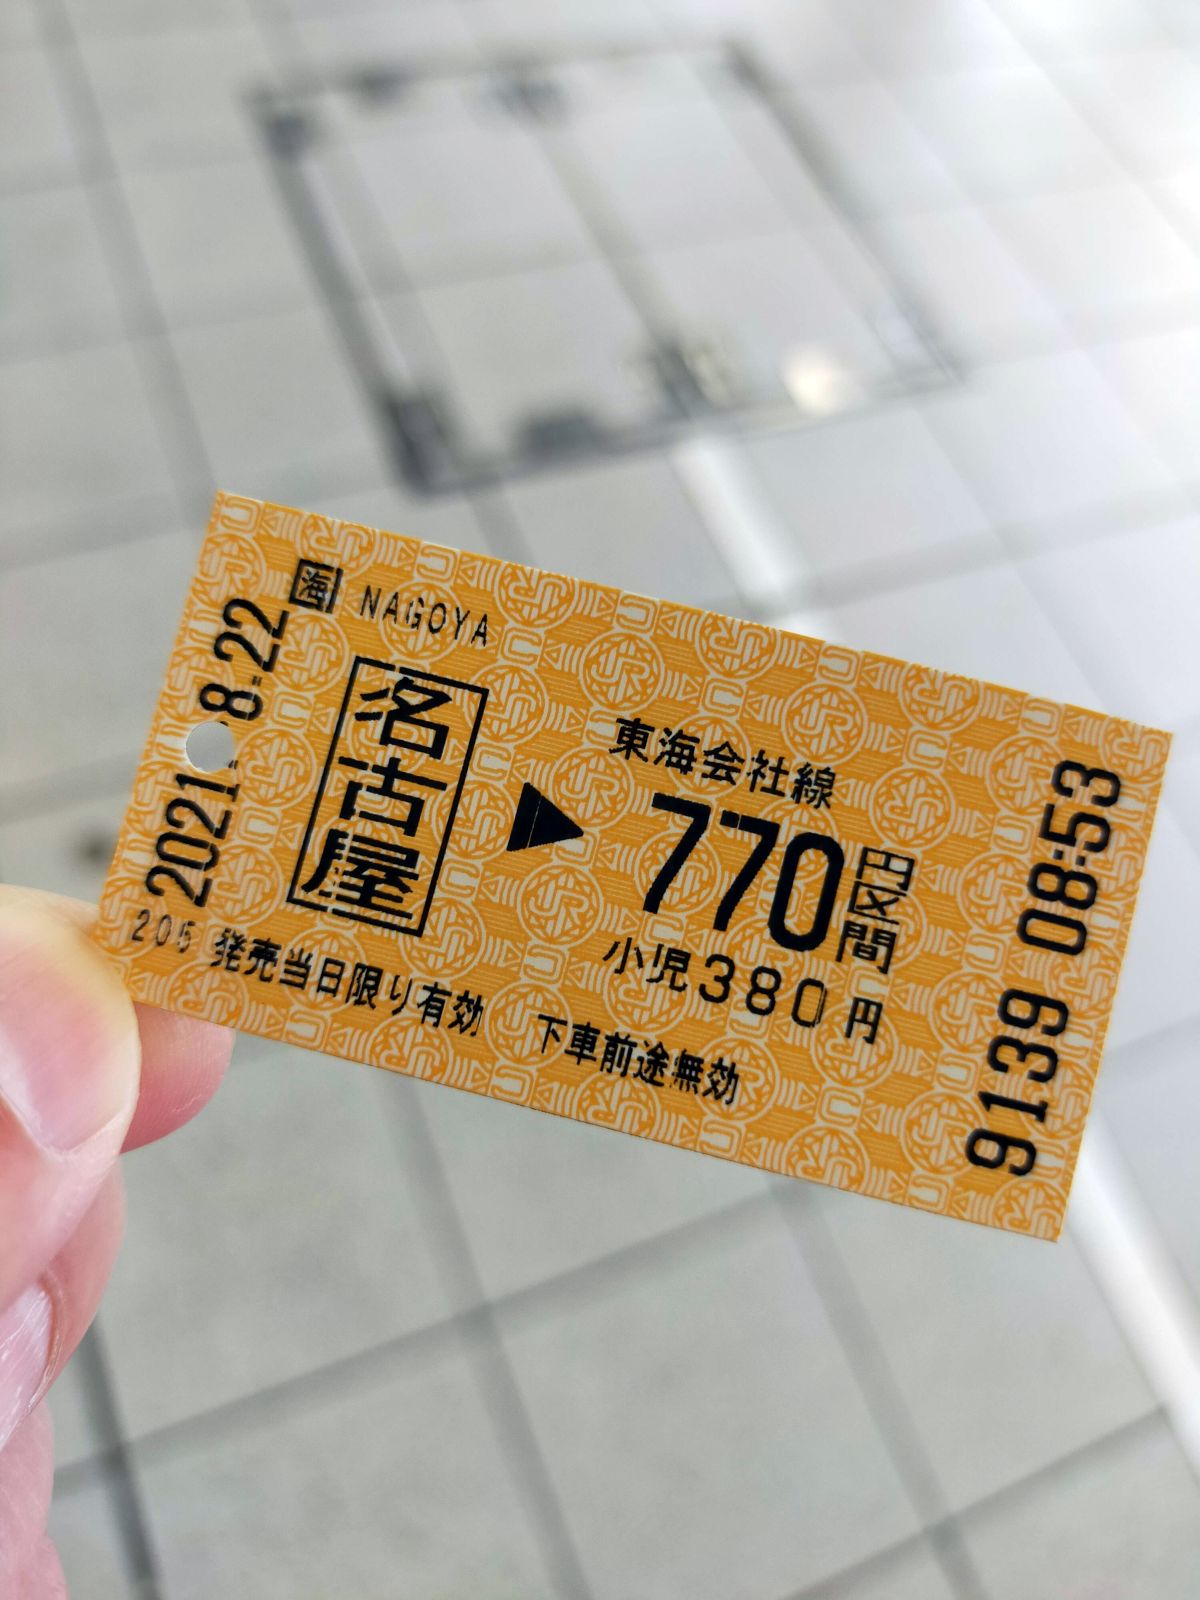 海 NAGOYA
名古屋
▶
東海会社線
770円区間
小児380円
2021.-8.22
205 発売当日限り有効 下車前途無効
9139 08:53